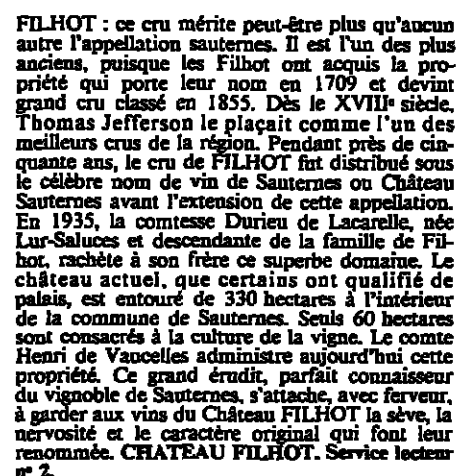 FILHOT : ce cru mérite peut-être plus qu'aucun
autre l'appellation sauternes. Il est l'un des plus
anciens, puisque les Filhot ont acquis la pro-
priété qui porte leur nom en 1709 et devint
grand cru classé en 1855. Dès le XVIIIᵉ siècle,
Thomas Jefferson le plaçait comme l'un des
meilleurs crus de la région. Pendant près de cin-
quante ans, le cru de FILHOT fut distribué sous
le célèbre nom de vin de Sauternes ou Château
Sauternes avant l'extension de cette appellation.
En 1935, la comtesse Durieu de Lacarelle, née
Lur-Saluces et descendante de la famille de Fil-
hot, rachète à son frère ce superbe domaine. Le
château actuel, que certains ont qualifié de
palais, est entouré de 330 hectares à l'intérieur
de la commune de Sauternes. Seuls 60 hectares
sont consacrés à la culture de la vigne. Le comte
Henri de Vaucelles administre aujourd'hui cette
propriété. Ce grand érudit, parfait connaisseur
du vignoble de Sauternes, s'attache, avec ferveur,
à garder aux vins du Château FILHOT la sève, la
nervosité et le caractère original qui font leur
renommée. CHATEAU FILHOT. Service lecteur
nº 2.